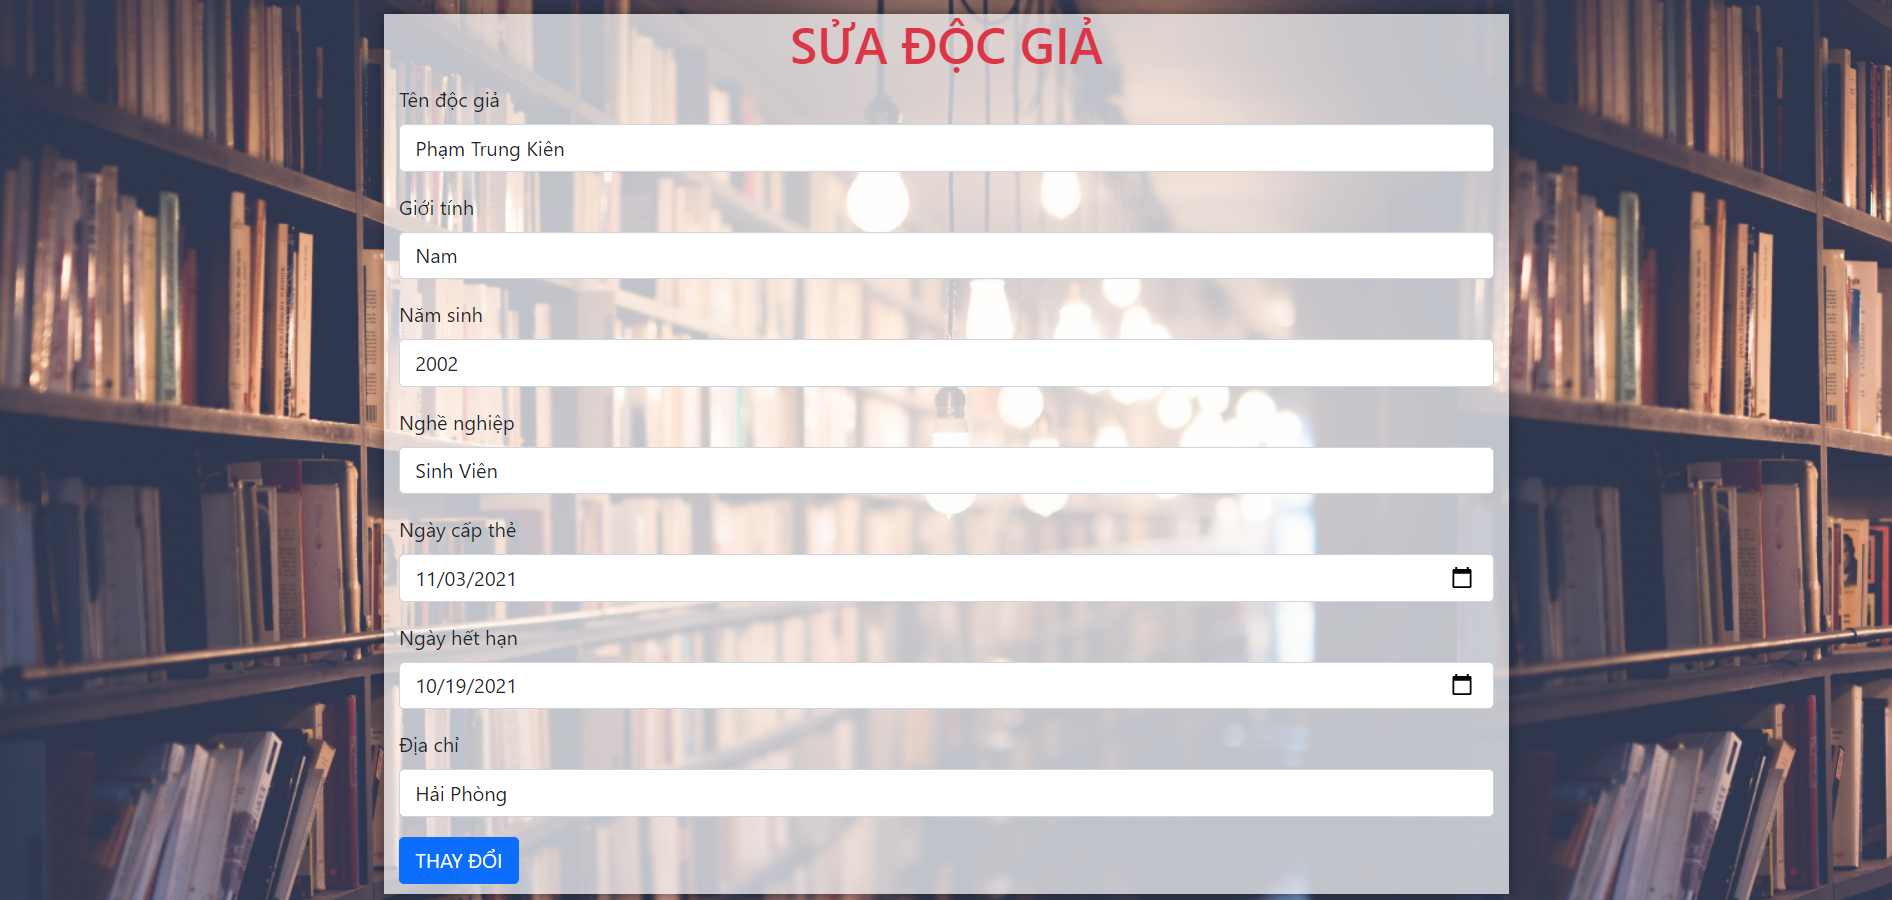 SỬA ĐỘC GIẢ
Tên độc giả
Phạm Trung Kiên
Giới tính
Nam
Năm sinh
2002
Nghề nghiệp
Sinh Viên
Ngày cấp thẻ
11/03/2021
Ngày hết hạn
10/19/2021
Địa chỉ
Hải Phòng
THAY ĐỔI